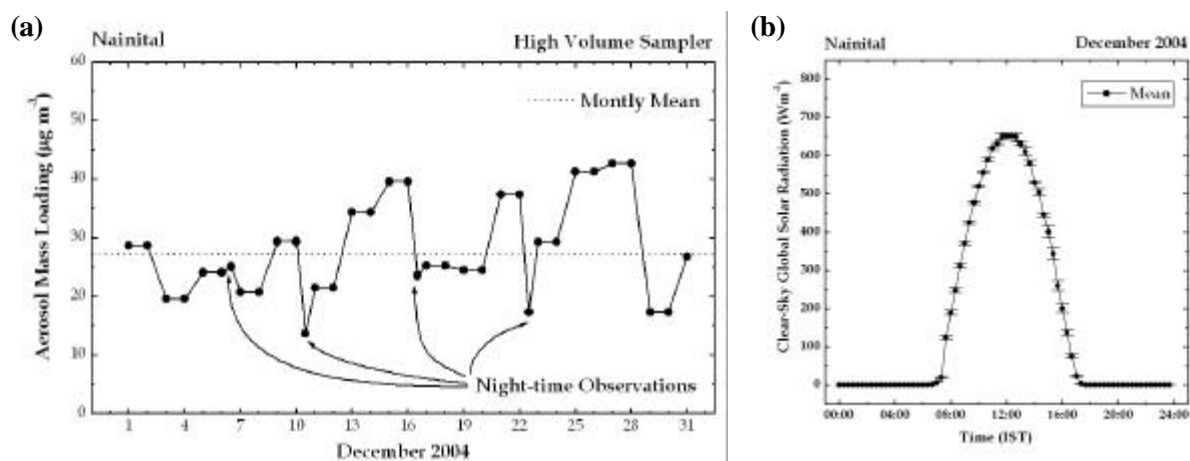 (a)
Nainital High Volume Sampler
60
50
40
30
20
10
0
Aerosol Mass Loading (µg m-3)
Montly Mean
Night-time Observations
1 4 7 10 13 16 19 22 25 28 31
December 2004
(b)
Nainital December 2004
800
700
600
500
400
300
200
100
0
Clear-Sky Global Solar Radiation (Wm-2)
Mean
00:00 04:00 08:00 12:00 16:00 20:00 24:00
Time (IST)